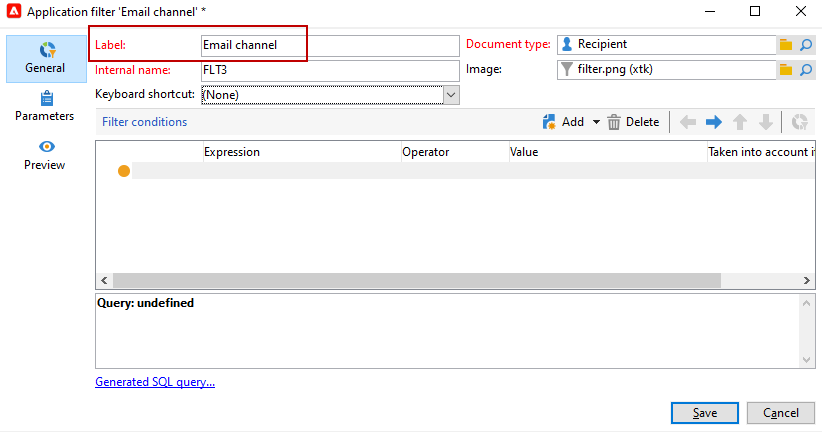 Application filter 'Email channel' *
General
Parameters
Preview
Label: Email channel Document type: Recipient
Internal name: FLT3 Image: filter.png (xtk)
Keyboard shortcut: (None)
Filter conditions Add Delete
Expression Operator Value Taken into account i
Query: undefined
Generated SQL query...
Save Cancel